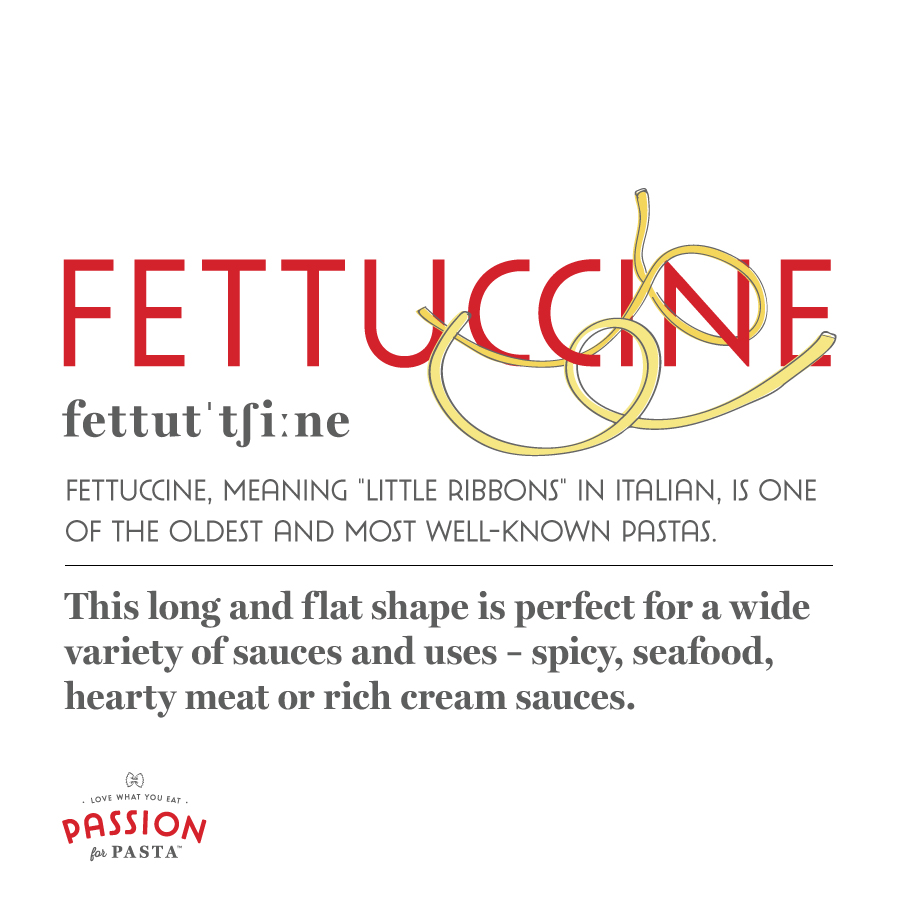 FETTUCCINE
fettutˈtʃiːne
FETTUCCINE, MEANING "LITTLE RIBBONS" IN ITALIAN, IS ONE
OF THE OLDEST AND MOST WELL-KNOWN PASTAS.
This long and flat shape is perfect for a wide
variety of sauces and uses – spicy, seafood,
hearty meat or rich cream sauces.
· LOVE WHAT YOU EAT ·
PASSION
for PASTA™